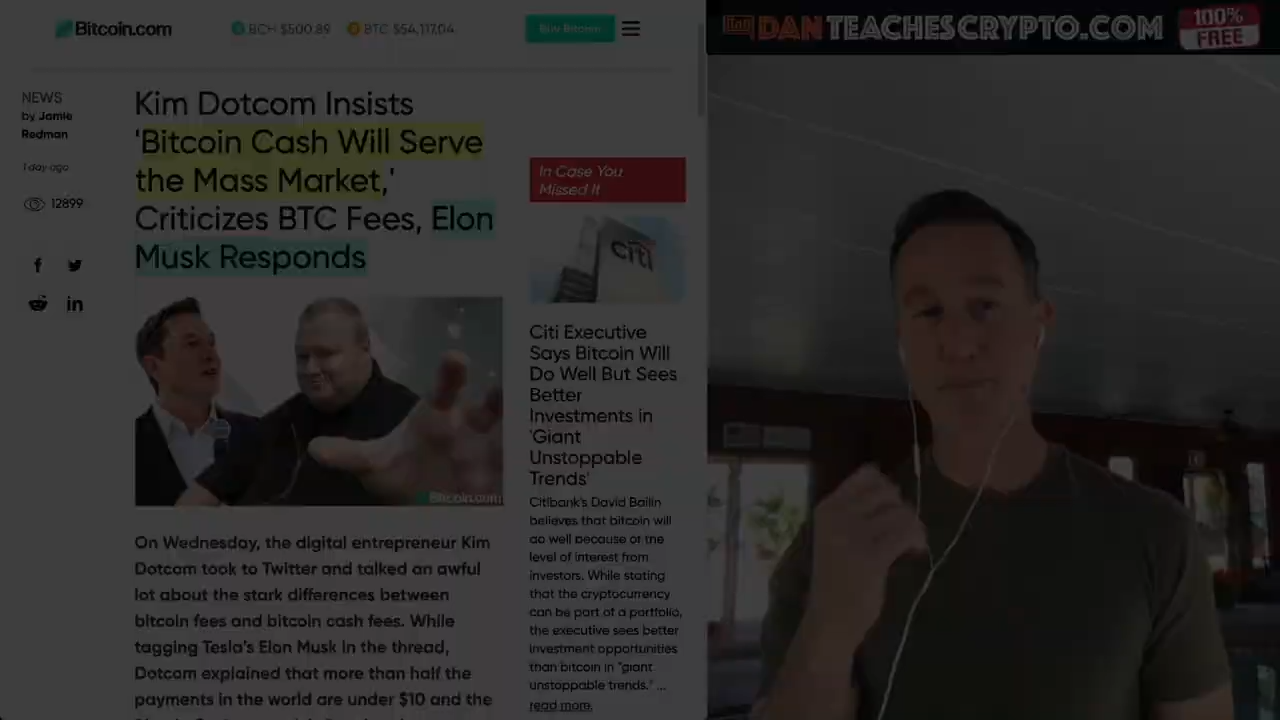 Bitcoin.com
BCH $500.89 BTC $54,117.04
Buy Bitcoin
DAN TEACHESCRYPTO.COM
100%
FREE
NEWS
by Jamie
Redman
1 day ago
12899
Kim Dotcom Insists
'Bitcoin Cash Will Serve
the Mass Market,'
Criticizes BTC Fees, Elon
Musk Responds
Bitcoin.com
On Wednesday, the digital entrepreneur Kim
Dotcom took to Twitter and talked an awful
lot about the stark differences between
bitcoin fees and bitcoin cash fees. While
tagging Tesla's Elon Musk in the thread,
Dotcom explained that more than half the
payments in the world are under $10 and the
In Case You
Missed It
citi
Citi Executive
Says Bitcoin Will
Do Well But Sees
Better
Investments in
'Giant
Unstoppable
Trends'
Citibank's David Bailin
believes that bitcoin will
do well because of the
level of interest from
investors. While stating
that the cryptocurrency
can be part of a portfolio,
the executive sees better
investment opportunities
than bitcoin in "giant
unstoppable trends." ...
read more.